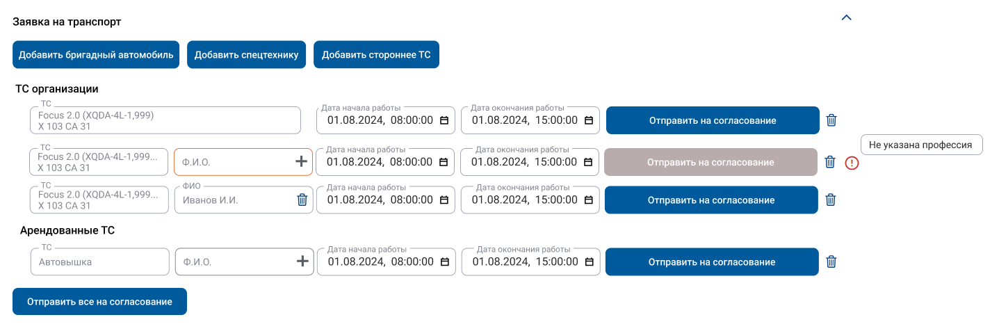 Заявка на транспорт
Добавить бригадный автомобиль
Добавить спецтехнику
Добавить стороннее ТС
ТС организации
ТС
Focus 2.0 (XQDA-4L-1,999)
X 103 CA 31
Дата начала работы
01.08.2024, 08:00:00
Дата окончания работы
01.08.2024, 15:00:00
Отправить на согласование
ТС
Focus 2.0 (XQDA-4L-1,999...
X 103 CA 31
Ф.И.О.
Дата начала работы
01.08.2024, 08:00:00
Дата окончания работы
01.08.2024, 15:00:00
Отправить на согласование
Не указана профессия
ТС
Focus 2.0 (XQDA-4L-1,999...
X 103 CA 31
ФИО
Иванов И.И.
Дата начала работы
01.08.2024, 08:00:00
Дата окончания работы
01.08.2024, 15:00:00
Отправить на согласование
Арендованные ТС
ТС
Автовышка
Ф.И.О.
Дата начала работы
01.08.2024, 08:00:00
Дата окончания работы
01.08.2024, 15:00:00
Отправить на согласование
Отправить все на согласование